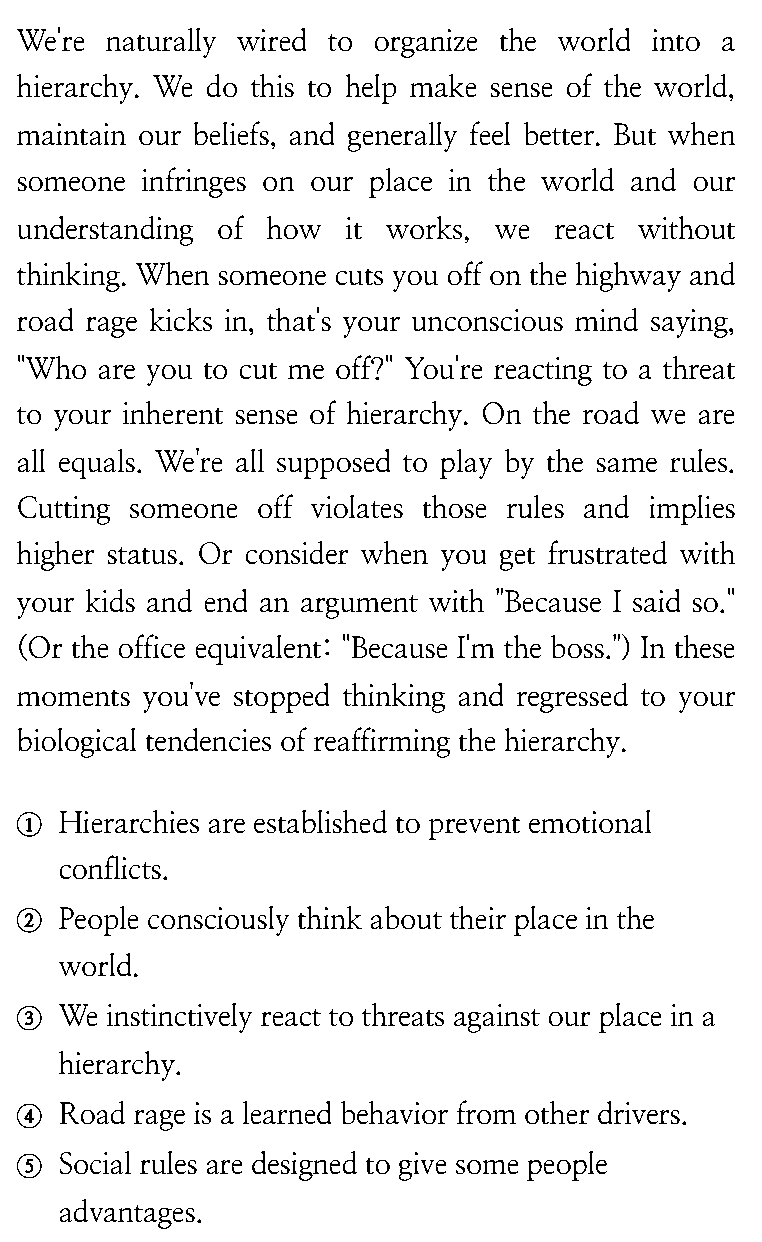 We're naturally wired to organize the world into a
hierarchy. We do this to help make sense of the world,
maintain our beliefs, and generally feel better. But when
someone infringes on our place in the world and our
understanding of how it works, we react without
thinking. When someone cuts you off on the highway and
road rage kicks in, that's your unconscious mind saying,
"Who are you to cut me off?" You're reacting to a threat
to your inherent sense of hierarchy. On the road we are
all equals. We're all supposed to play by the same rules.
Cutting someone off violates those rules and implies
higher status. Or consider when you get frustrated with
your kids and end an argument with "Because I said so."
(Or the office equivalent: "Because I'm the boss.") In these
moments you've stopped thinking and regressed to your
biological tendencies of reaffirming the hierarchy.
① Hierarchies are established to prevent emotional
conflicts.
② People consciously think about their place in the
world.
③ We instinctively react to threats against our place in a
hierarchy.
④ Road rage is a learned behavior from other drivers.
⑤ Social rules are designed to give some people
advantages.